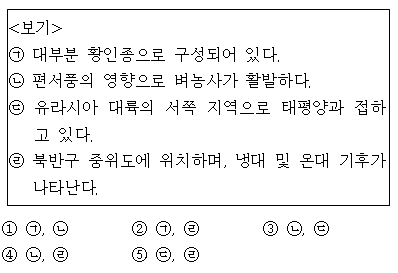 <보기>
㉠ 대부분 황인종으로 구성되어 있다.
㉡ 편서풍의 영향으로 벼농사가 활발하다.
㉢ 유라시아 대륙의 서쪽 지역으로 태평양과 접하
고 있다.
㉣ 북반구 중위도에 위치하며, 냉대 및 온대 기후가
나타난다.
① ㉠, ㉡ ② ㉠, ㉣ ③ ㉡, ㉢
④ ㉡, ㉣ ⑤ ㉢, ㉣